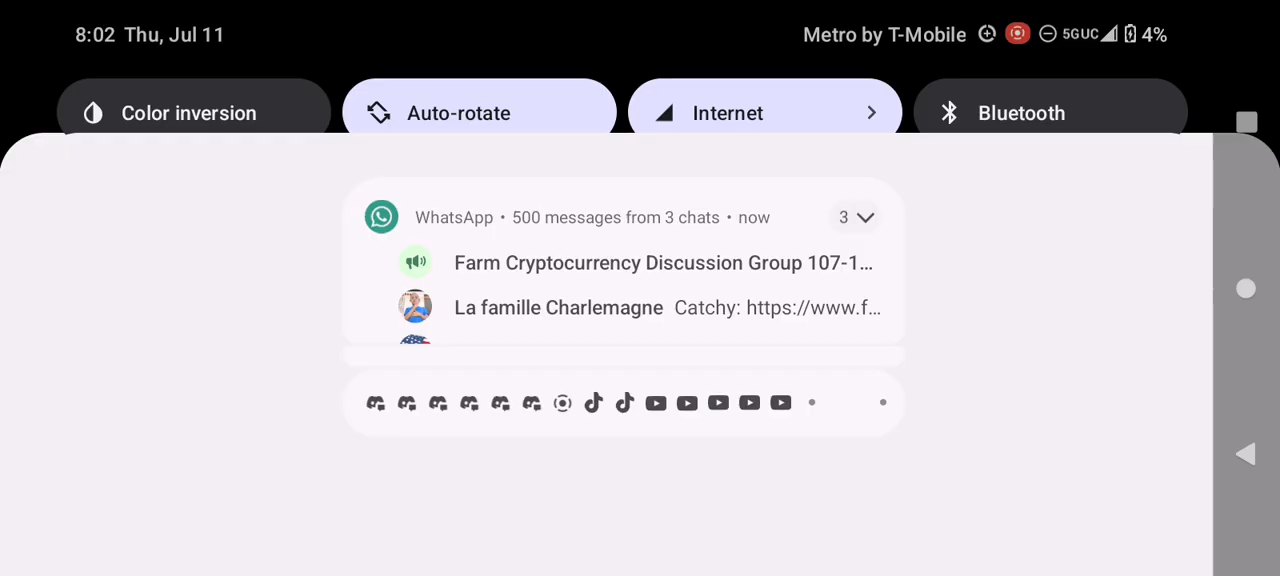 8:02 Thu, Jul 11
Metro by T-Mobile 5GUC 4%
Color inversion
Auto-rotate
Internet
Bluetooth
WhatsApp • 500 messages from 3 chats • now 3
Farm Cryptocurrency Discussion Group 107-1...
La famille Charlemagne Catchy: https://www.f...